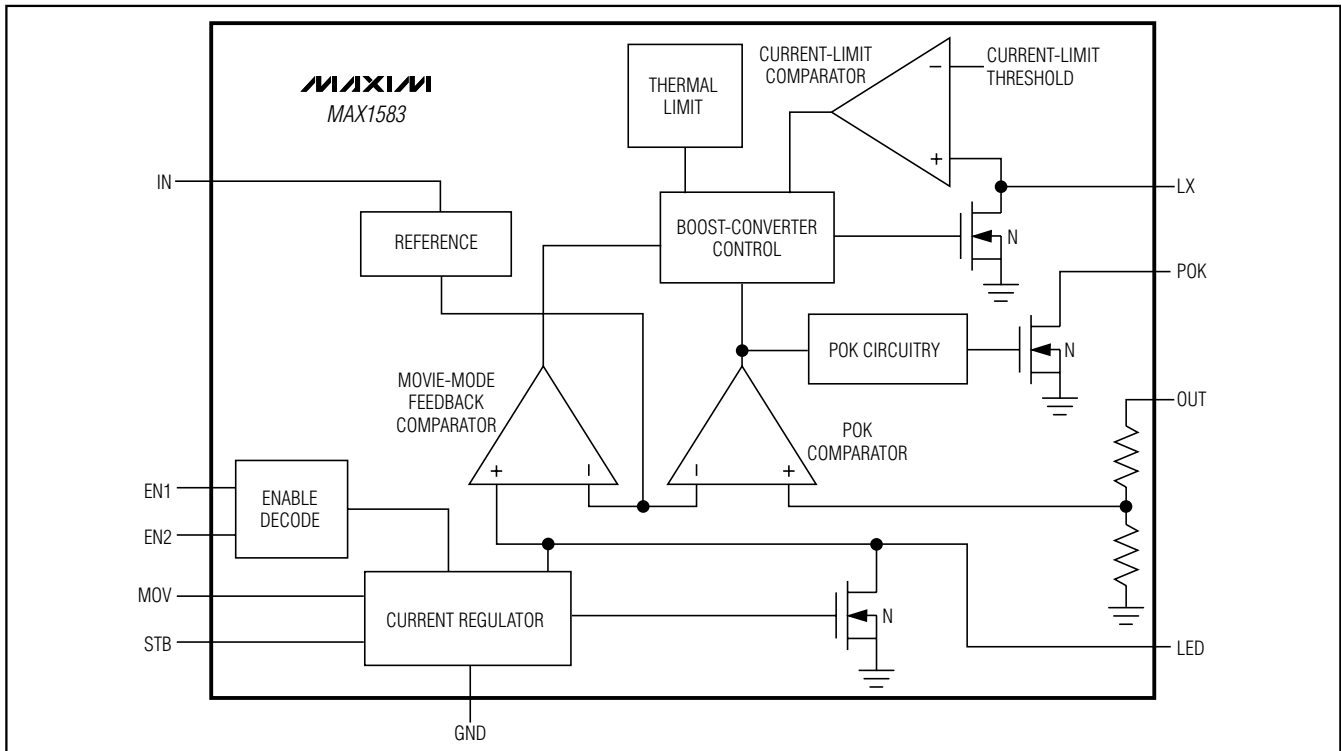 MAXIM
MAX1583
THERMAL
LIMIT
CURRENT-LIMIT
COMPARATOR
−
CURRENT-LIMIT
THRESHOLD
+
IN
LX
REFERENCE
BOOST-CONVERTER
CONTROL
N
POK
POK CIRCUITRY
N
MOVIE-MODE
FEEDBACK
COMPARATOR
+
−
−
+
POK
COMPARATOR
OUT
EN1
EN2
ENABLE
DECODE
MOV
STB
CURRENT REGULATOR
N
LED
GND